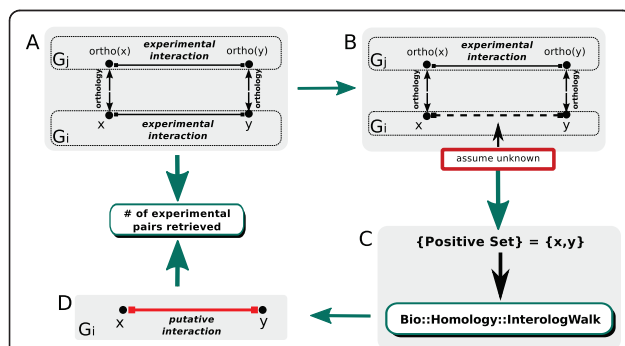 A
ortho(x)
experimental
interaction
ortho(y)
Gj
orthology
orthology
x
y
Gi
experimental
interaction
B
ortho(x)
experimental
interaction
ortho(y)
Gj
orthology
orthology
x
y
Gi
assume unknown
# of experimental
pairs retrieved
C
{Positive Set} = {x,y}
Bio::Homology::InterologWalk
D
x
y
putative
interaction
Gi